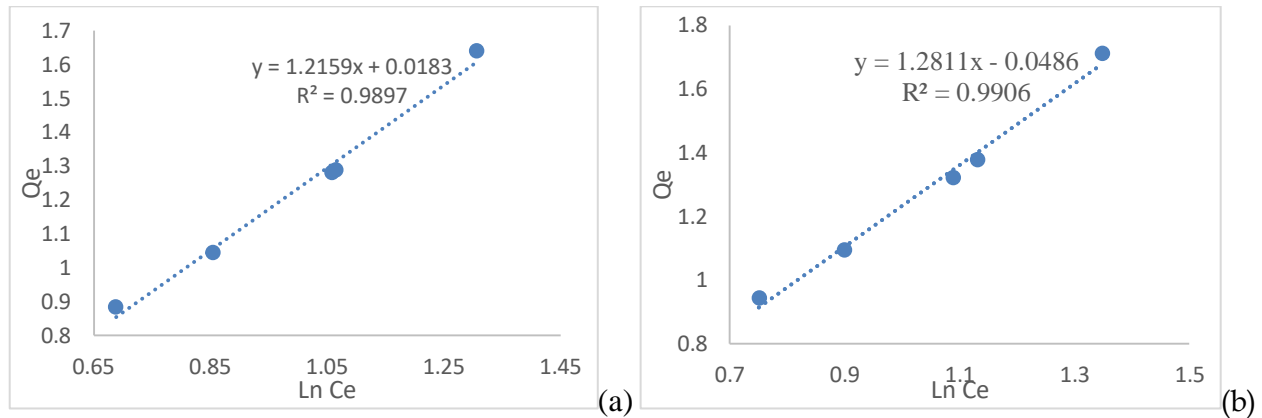 1.7
1.6
1.5
1.4
1.3
1.2
1.1
1
0.9
0.8
Qe
y = 1.2159x + 0.0183
R² = 0.9897
0.65 0.85 1.05 1.25 1.45
Ln Ce
(a)
1.8
1.6
1.4
1.2
1
0.8
Qe
y = 1.2811x - 0.0486
R² = 0.9906
0.7 0.9 1.1 1.3 1.5
Ln Ce
(b)